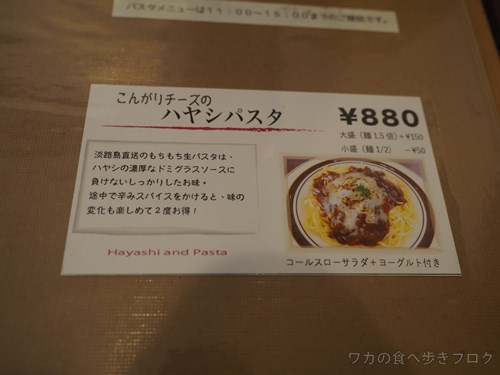 パスタメニューは11:00～15:00までのご提供です。
こんがりチーズの
ハヤシパスタ
¥880
大盛（麺1.5倍）+¥150
小盛（麺1/2） -¥50
淡路島直送のもちもち生パスタは、
ハヤシの濃厚なドミグラスソースに
負けないしっかりしたお味。
途中で辛みスパイスをかけると、味の
変化も楽しめて2度お得！
Hayashi and Pasta
コールスローサラダ+ヨーグルト付き
ワカの食べ歩きブログ